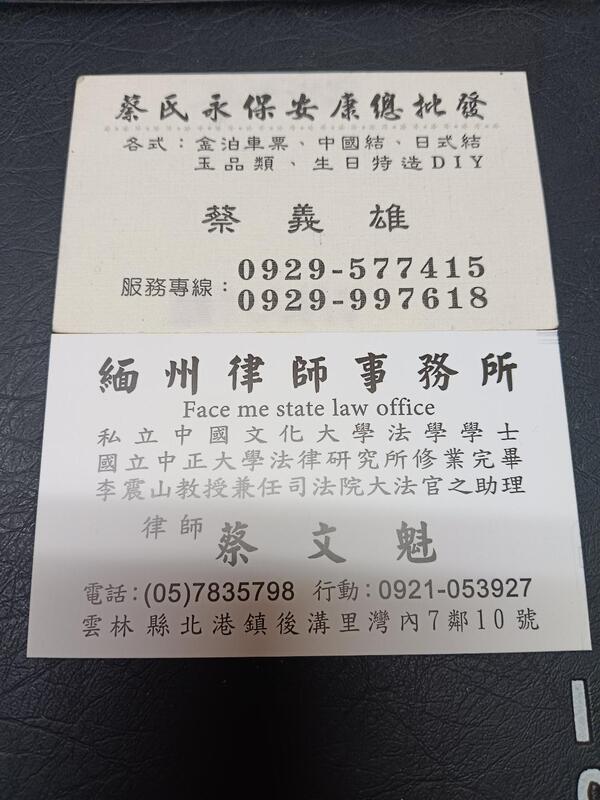 蔡氏永保安康總批發
各式：金泊車票、中國結、日式結
玉品類、生日特造DIY
蔡義雄
服務專線：0929-577415
0929-997618
緬州律師事務所
Face me state law office
私立中國文化大學法學學士
國立中正大學法律研究所修業完畢
李震山教授兼任司法院大法官之助理
律師 蔡文魁
電話：(05)7835798 行動：0921-053927
雲林縣北港鎮後溝里灣內7鄰10號